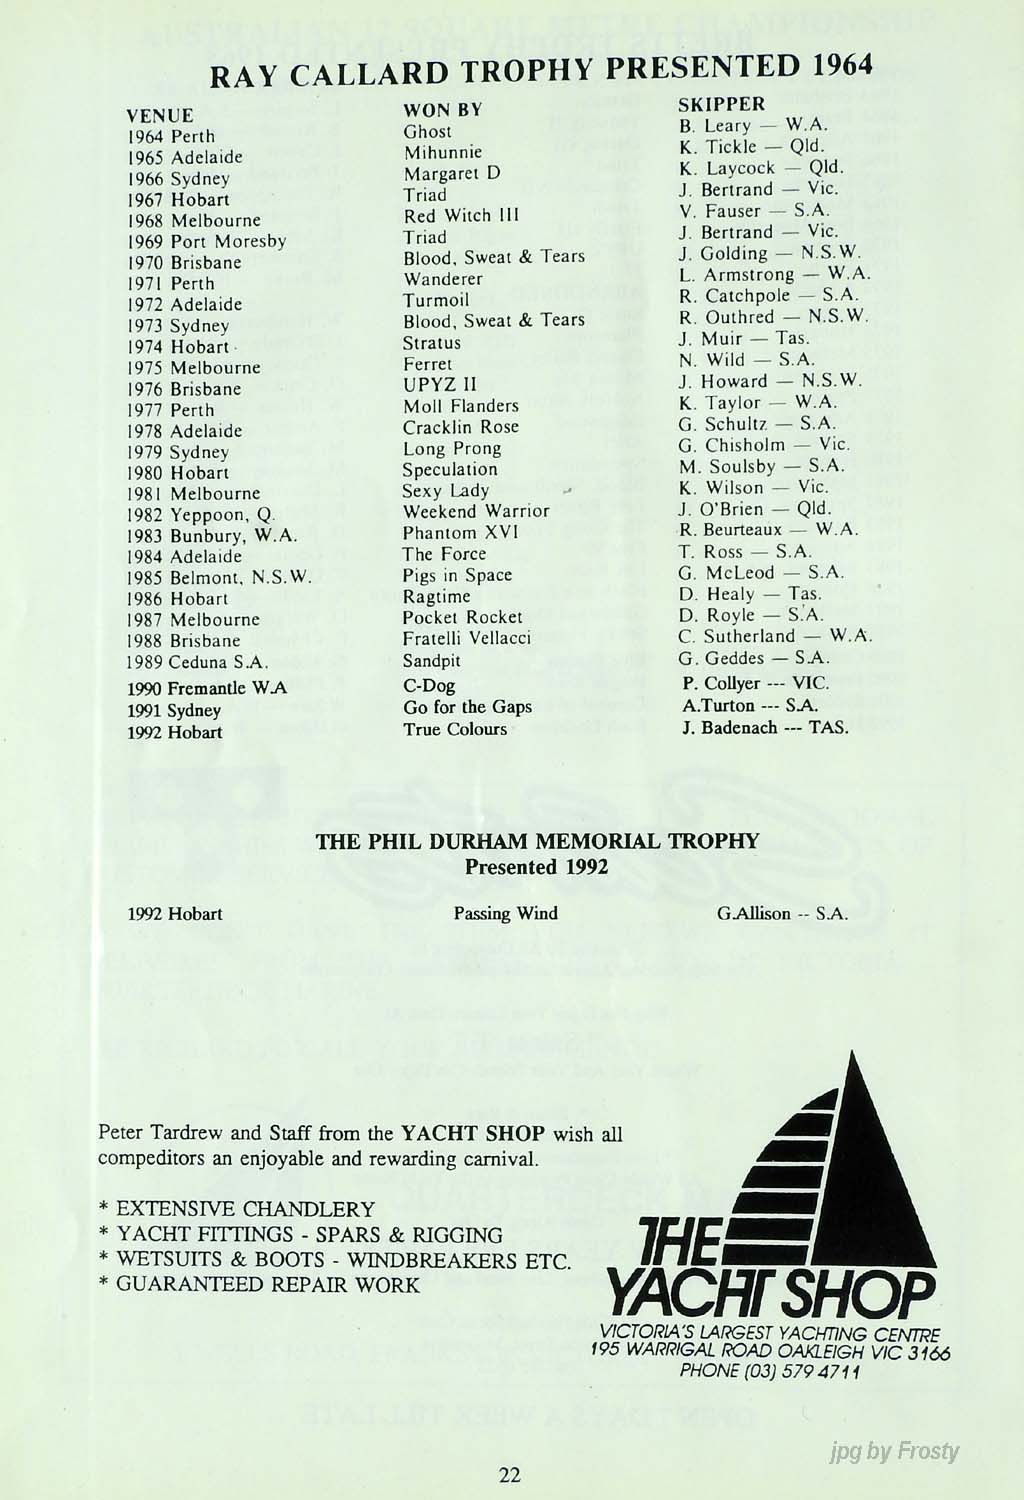 RAY CALLARD TROPHY PRESENTED 1964
VENUE WON BY SKIPPER
1964 Perth Ghost B. Leary — W.A.
1965 Adelaide Mihunnie K. Tickle — Qld.
1966 Sydney Margaret D K. Laycock — Qld.
1967 Hobart Triad J. Bertrand — Vic.
1968 Melbourne Red Witch III V. Fauser — S.A.
1969 Port Moresby Triad J. Bertrand — Vic.
1970 Brisbane Blood, Sweat & Tears J. Golding — N.S.W.
1971 Perth Wanderer L. Armstrong — W.A.
1972 Adelaide Turmoil R. Catchpole — S.A.
1973 Sydney Blood, Sweat & Tears R. Outhred — N.S.W.
1974 Hobart Stratus J. Muir — Tas.
1975 Melbourne Ferret N. Wild — S.A.
1976 Brisbane UPYZ II J. Howard — N.S.W.
1977 Perth Moll Flanders K. Taylor — W.A.
1978 Adelaide Cracklin Rose G. Schultz — S.A.
1979 Sydney Long Prong G. Chisholm — Vic.
1980 Hobart Speculation M. Soulsby — S.A.
1981 Melbourne Sexy Lady K. Wilson — Vic.
1982 Yeppoon, Q. Weekend Warrior J. O'Brien — Qld.
1983 Bunbury, W.A. Phantom XVI R. Beurteaux — W.A.
1984 Adelaide The Force T. Ross — S.A.
1985 Belmont, N.S.W. Pigs in Space G. McLeod — S.A.
1986 Hobart Ragtime D. Healy — Tas.
1987 Melbourne Pocket Rocket D. Royle — S.A.
1988 Brisbane Fratelli Vellacci C. Sutherland — W.A.
1989 Ceduna S.A. Sandpit G. Geddes — S.A.
1990 Fremantle W.A C-Dog P. Collyer --- VIC.
1991 Sydney Go for the Gaps A.Turton --- S.A.
1992 Hobart True Colours J. Badenach --- TAS.
THE PHIL DURHAM MEMORIAL TROPHY
Presented 1992
1992 Hobart Passing Wind G.Allison -- S.A.
Peter Tardrew and Staff from the YACHT SHOP wish all
compeditors an enjoyable and rewarding carnival.
* EXTENSIVE CHANDLERY
* YACHT FITTINGS - SPARS & RIGGING
* WETSUITS & BOOTS - WINDBREAKERS ETC.
* GUARANTEED REPAIR WORK
THE
YACHT SHOP
VICTORIA'S LARGEST YACHTING CENTRE
195 WARRIGAL ROAD OAKLEIGH VIC 3166
PHONE (03) 579 4711
jpg by Frosty
22